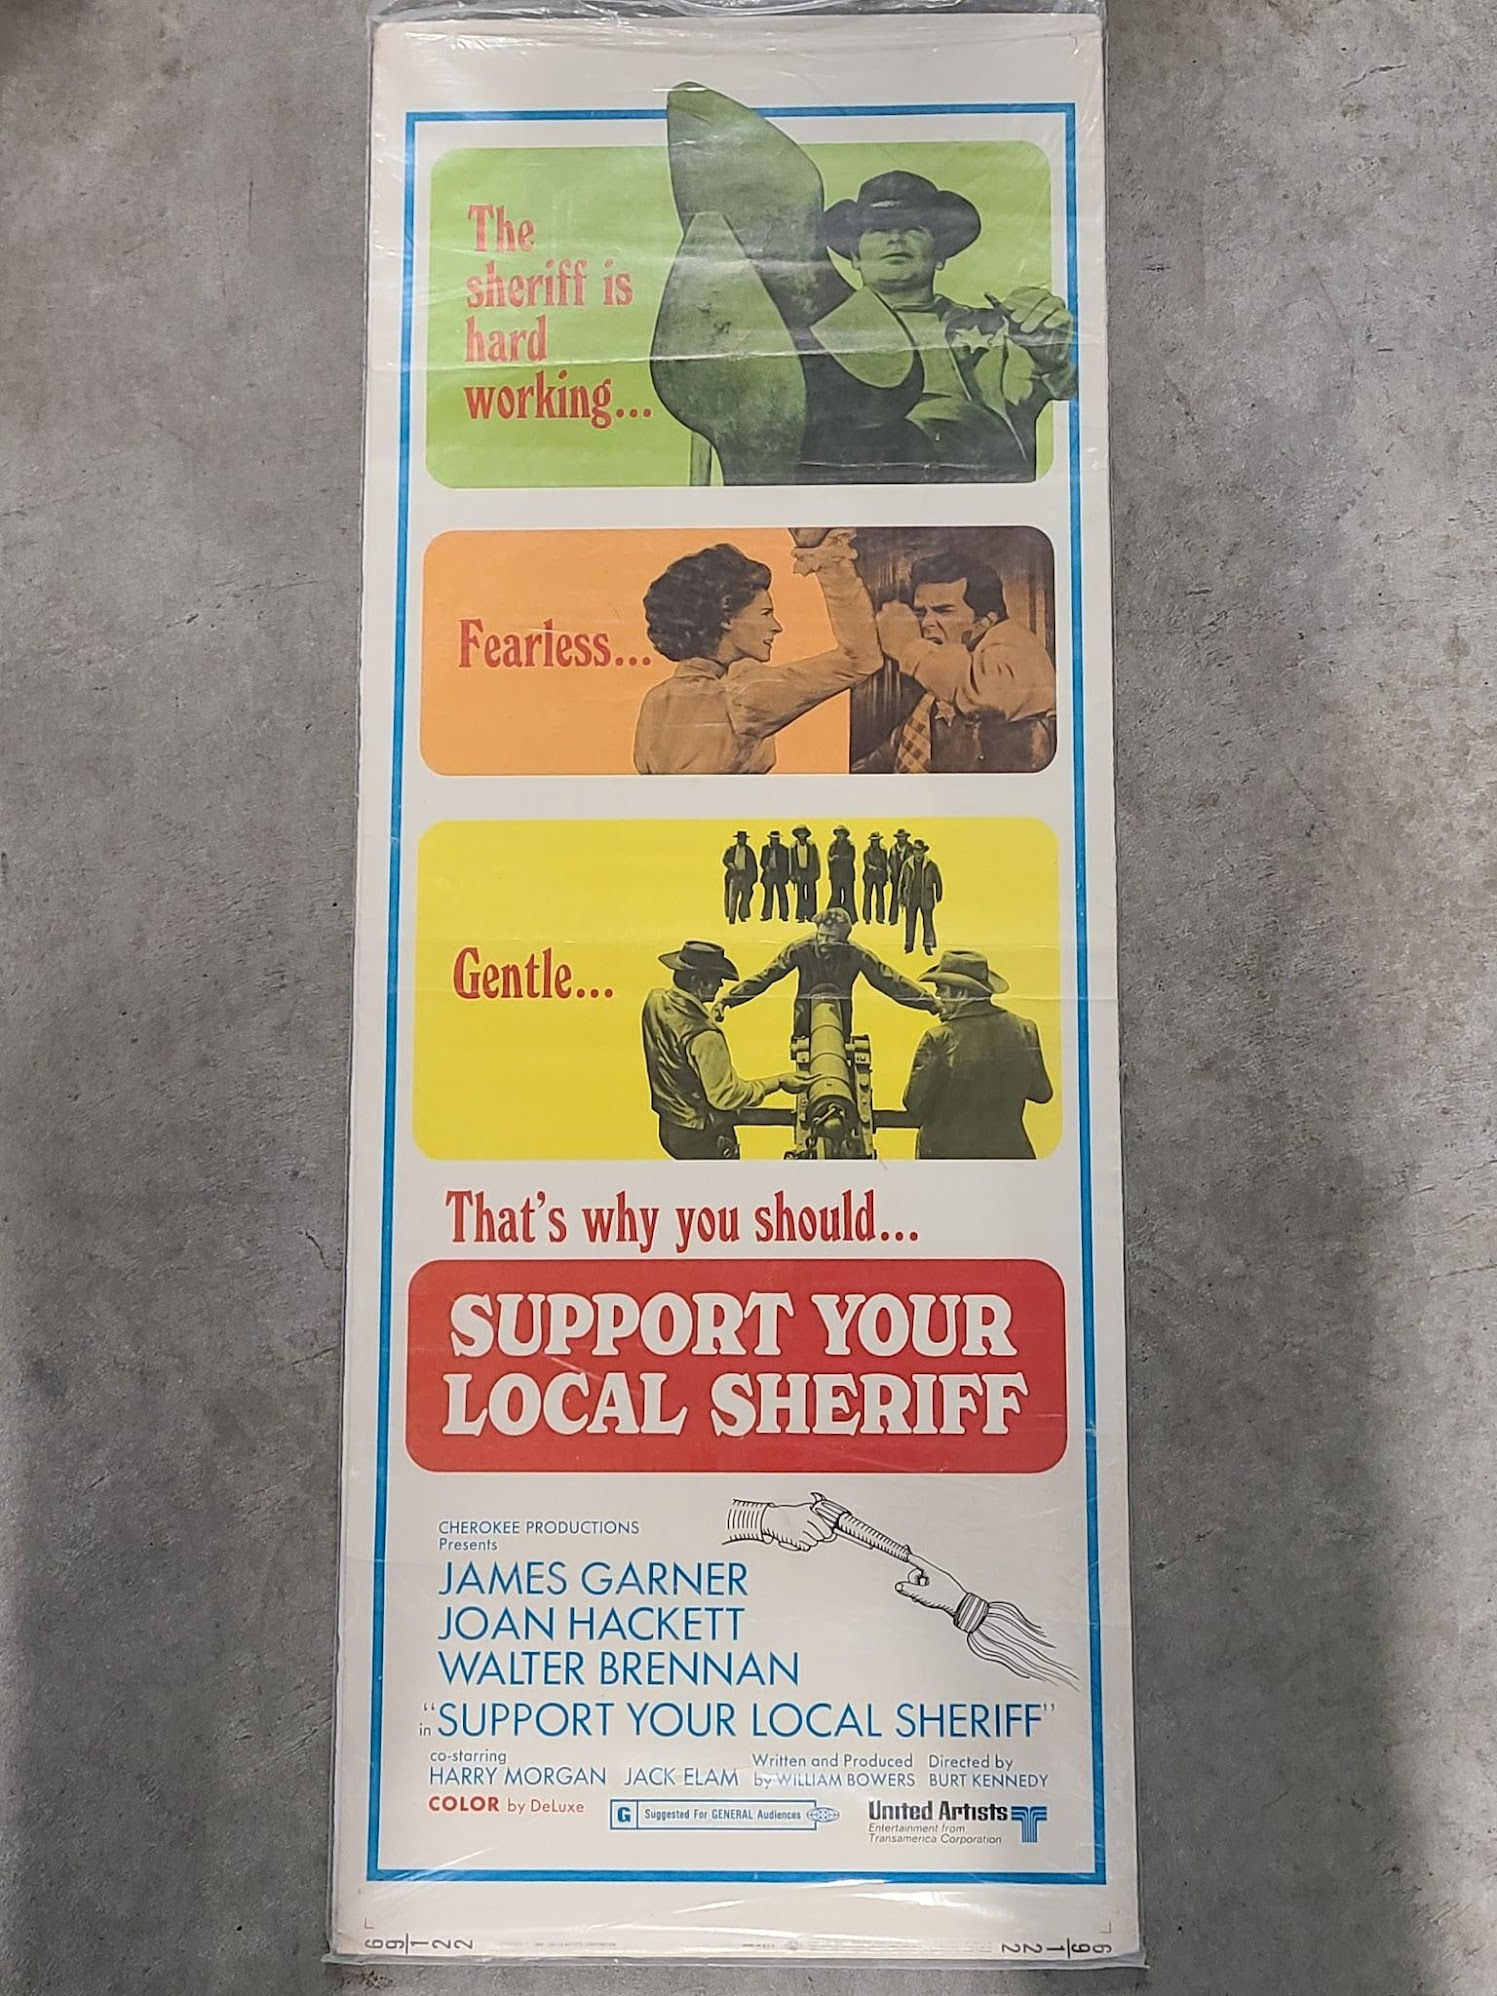 The
sheriff is
hard
working...
Fearless...
Gentle...
That's why you should...
SUPPORT YOUR
LOCAL SHERIFF
CHEROKEE PRODUCTIONS
Presents
JAMES GARNER
JOAN HACKETT
WALTER BRENNAN
in "SUPPORT YOUR LOCAL SHERIFF"
co-starring
HARRY MORGAN JACK ELAM
Written and Produced
by WILLIAM BOWERS
Directed by
BURT KENNEDY
COLOR by DeLuxe
G Suggested For GENERAL Audiences
United Artists
Entertainment from
Transamerica Corporation
69/122
69/122